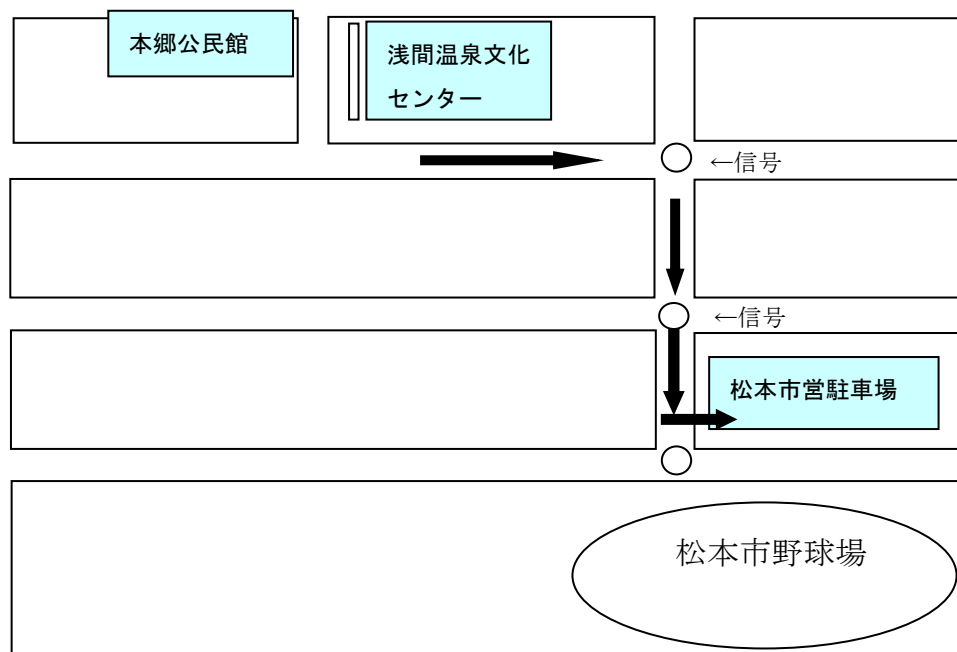 本郷公民館
浅間温泉文化
センター
←信号
←信号
松本市営駐車場
松本市野球場